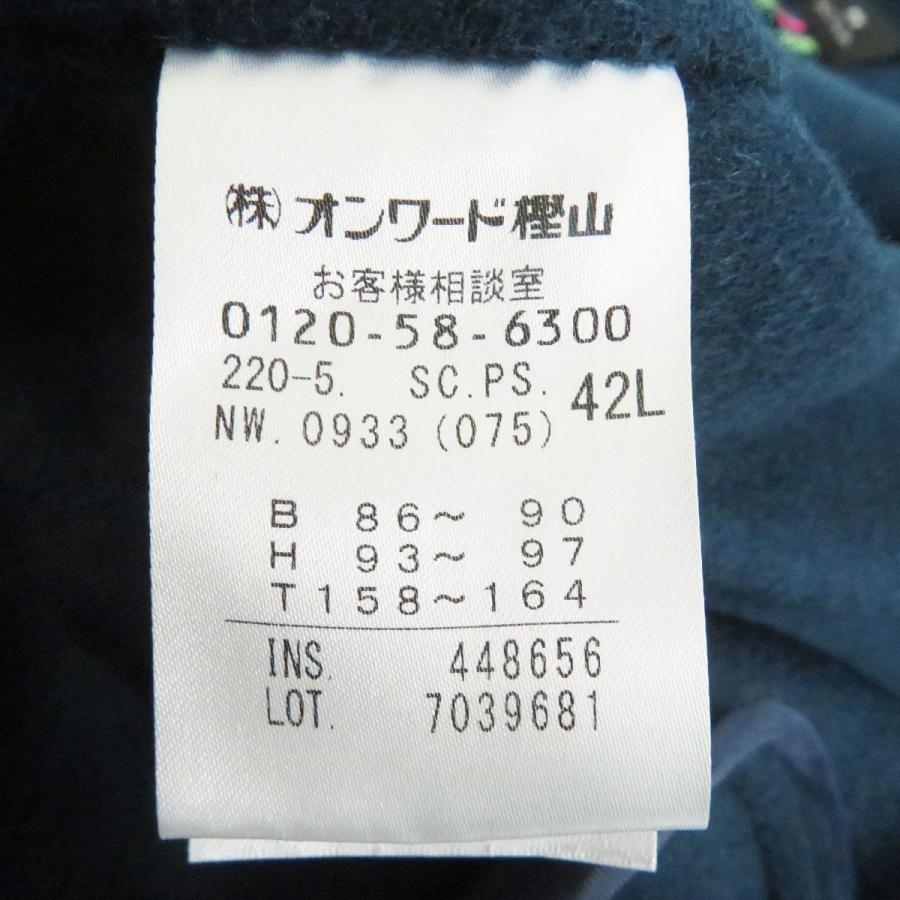 ㈱オンワード樫山
お客様相談室
0120-58-6300
220-5. SC.PS. 42L
NW. 0933 (075)
B 86～ 90
H 93～ 97
T158～164
INS. 448656
LOT. 7039681